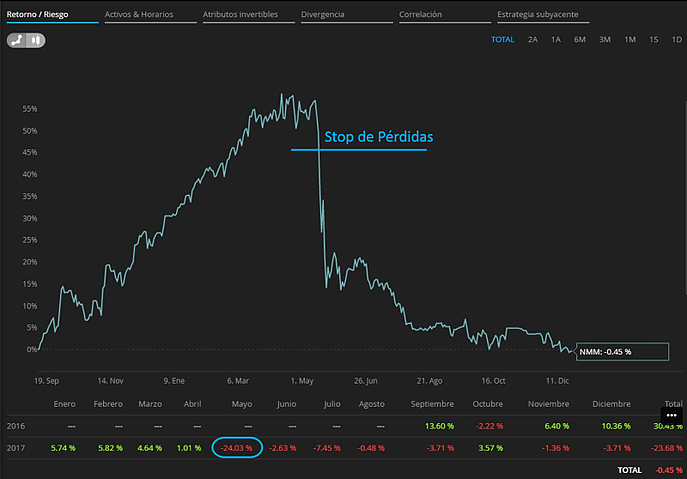 Retorno / Riesgo Activos & Horarios Atributos invertibles Divergencia Correlación Estrategia subyacente
TOTAL 2A 1A 6M 3M 1M 1S 1D
55%
Stop de Pérdidas
50%
45%
40%
35%
30%
25%
20%
15%
10%
5%
0%
NMM: -0.45 %
19. Sep 14. Nov 9. Ene 6. Mar 1. May 26. Jun 21. Ago 16. Oct 11. Dic
Enero Febrero Marzo Abril Mayo Junio Julio Agosto Septiembre Octubre Noviembre Diciembre Total
2016 --- --- --- --- --- --- --- --- 13.60 % -2.22 % 6.40 % 10.36 % 30.43 %
2017 5.74 % 5.82 % 4.64 % 1.01 % -24.03 % -2.63 % -7.45 % -0.48 % -3.71 % 3.57 % -1.36 % -3.71 % -23.68 %
TOTAL -0.45 %